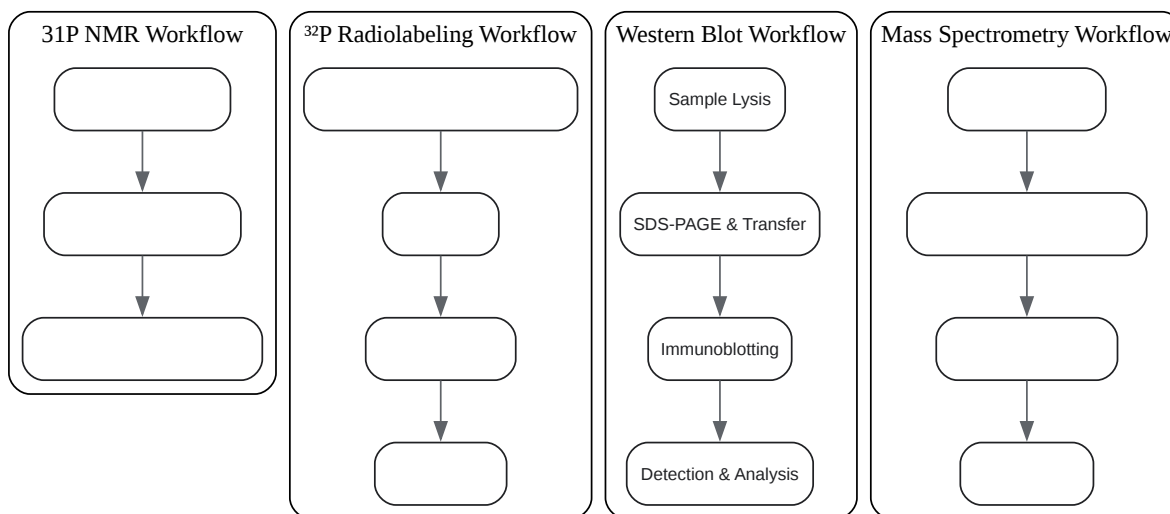 31P NMR Workflow
³²P Radiolabeling Workflow
Western Blot Workflow
Mass Spectrometry Workflow
Sample Lysis
SDS-PAGE & Transfer
Immunoblotting
Detection & Analysis